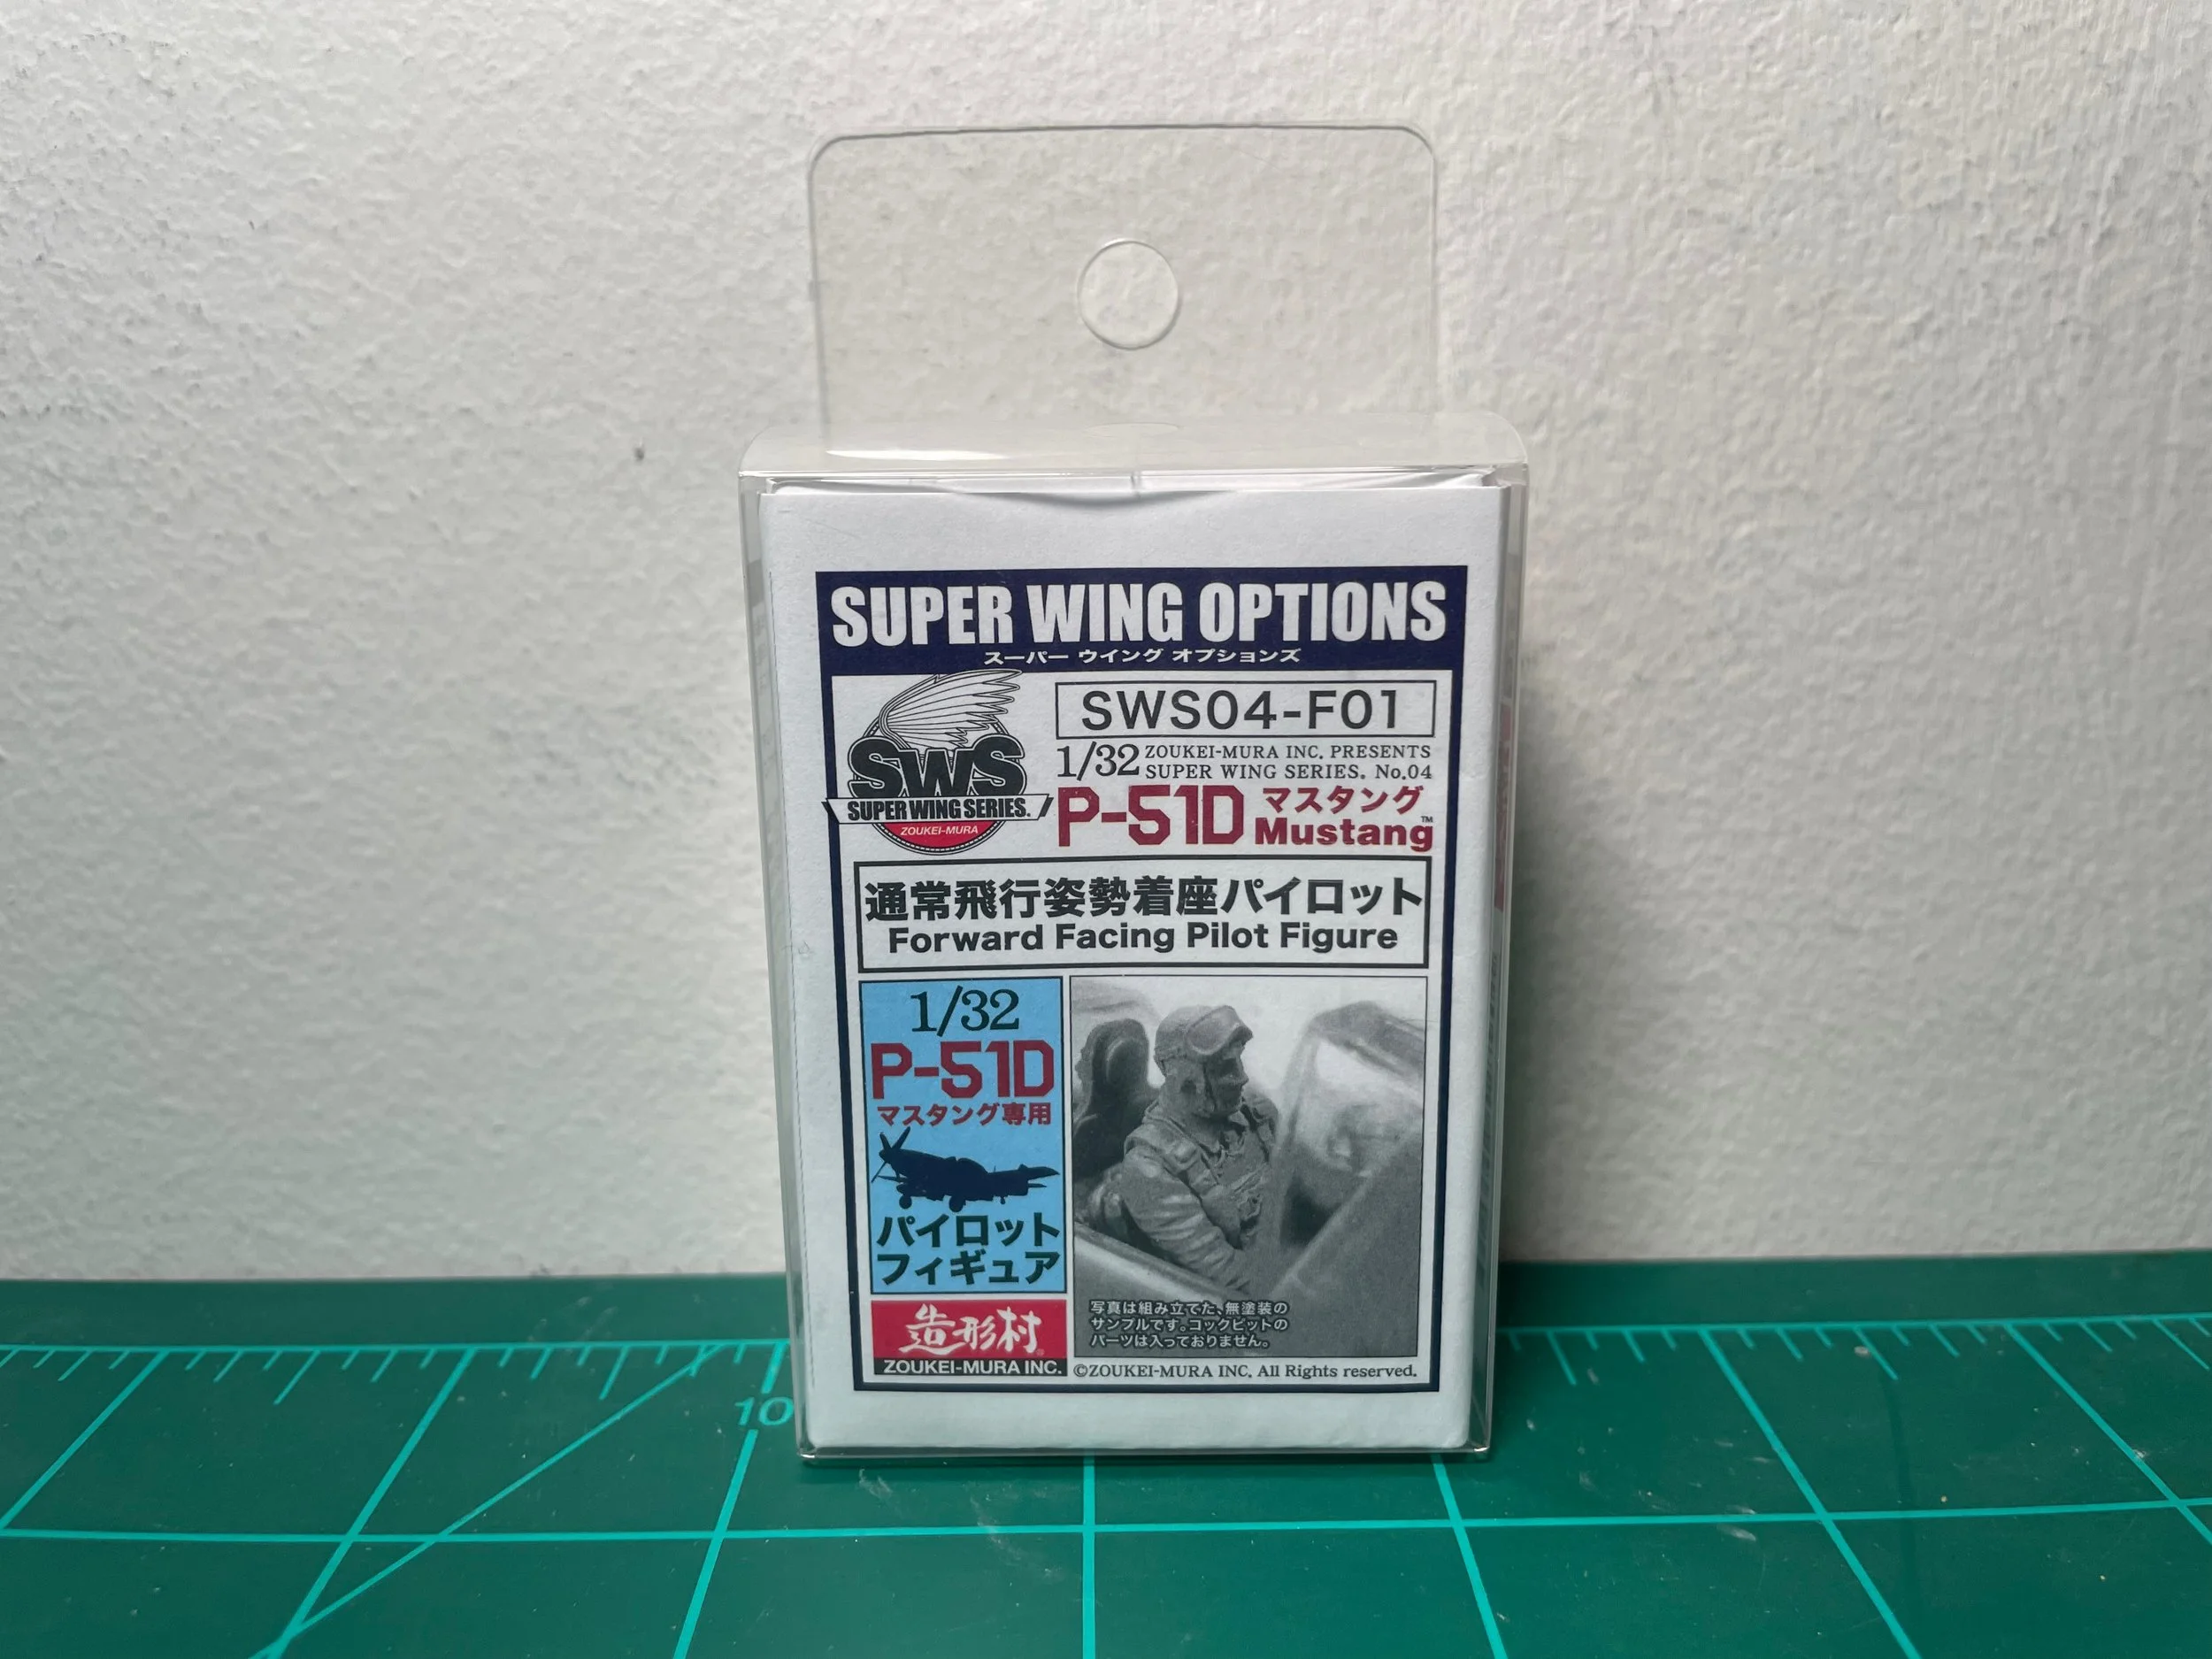 SUPER WING OPTIONS
スーパー ウイング オプションズ
SWS
SUPER WING SERIES.
ZOUKEI-MURA
SWS04-F01
1/32 ZOUKEI-MURA INC. PRESENTS
SUPER WING SERIES. No.04
P-51D マスタング
Mustang™
通常飛行姿勢着座パイロット
Forward Facing Pilot Figure
1/32
P-51D
マスタング専用
パイロット
フィギュア
造形村®
ZOUKEI-MURA INC.
写真は組み立てた、無塗装の
サンプルです。コックピットの
パーツは入っておりません。
©ZOUKEI-MURA INC. All Rights reserved.
10